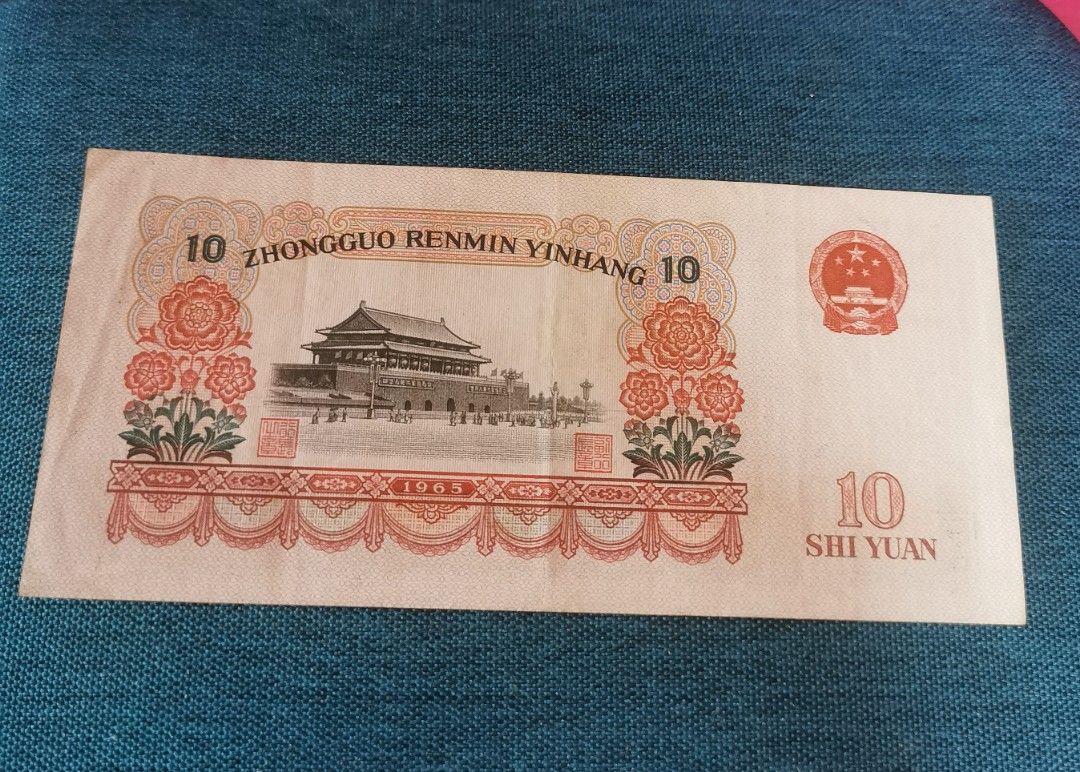 10 ZHONGGUO RENMIN YINHANG 10
1965
10
SHI YUAN